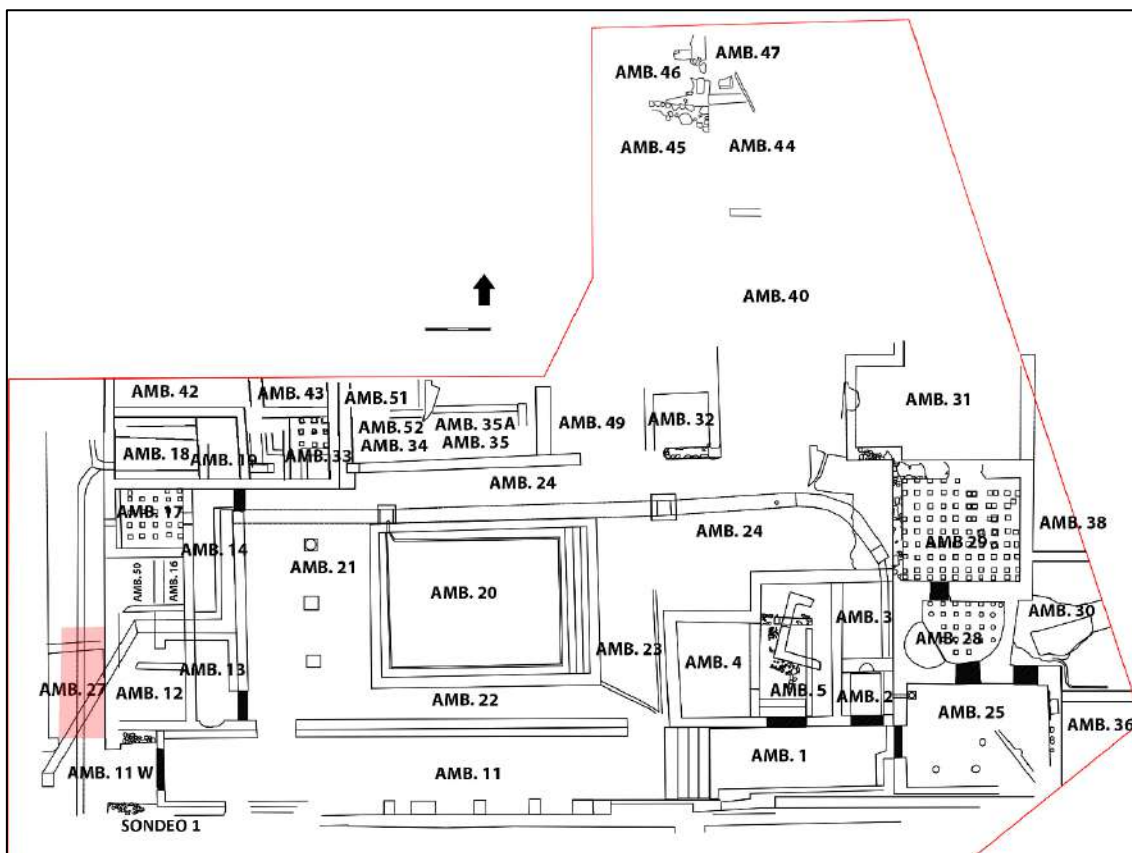 AMB. 47
AMB. 46
AMB. 45
AMB. 44
AMB. 40
AMB. 42
AMB. 43
AMB. 51
AMB. 52
AMB. 35A
AMB. 49
AMB. 32
AMB. 31
AMB. 34
AMB. 35
AMB. 18
AMB. 19
AMB. 33
AMB. 24
AMB. 17
AMB. 14
AMB. 24
AMB. 38
AMB. 29
AMB. 21
AMB. 20
AMB. 50
AMB. 16
AMB. 30
AMB. 3
AMB. 28
AMB. 13
AMB. 23
AMB. 4
AMB. 27
AMB. 12
AMB. 5
AMB. 2
AMB. 22
AMB. 25
AMB. 36
AMB. 1
AMB. 11 W
AMB. 11
SONDEO 1